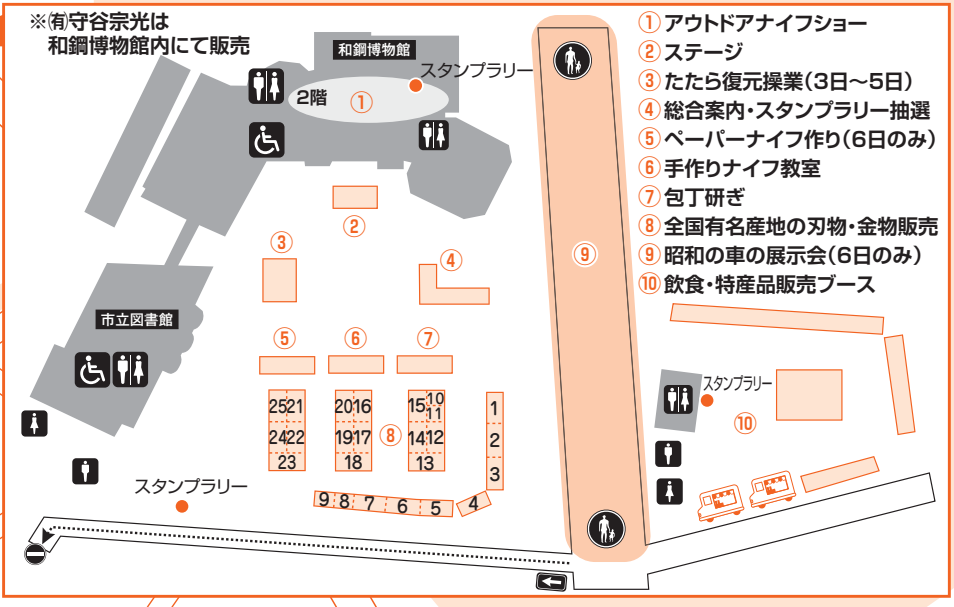 ※㈲守谷宗光は
和鋼博物館内にて販売
和鋼博物館
スタンプラリー
2階
①
②
③
④
市立図書館
⑤
⑥
⑦
25 21
24 22
23
20 16
19 17
18
⑧
15 10
11
14 12
13
1
2
3
4
9 8 7 6 5
スタンプラリー
⑨
スタンプラリー
⑩
①アウトドアナイフショー
②ステージ
③たたら復元操業(3日〜5日)
④総合案内・スタンプラリー抽選
⑤ペーパーナイフ作り(6日のみ)
⑥手作りナイフ教室
⑦包丁研ぎ
⑧全国有名産地の刃物・金物販売
⑨昭和の車の展示会(6日のみ)
⑩飲食・特産品販売ブース